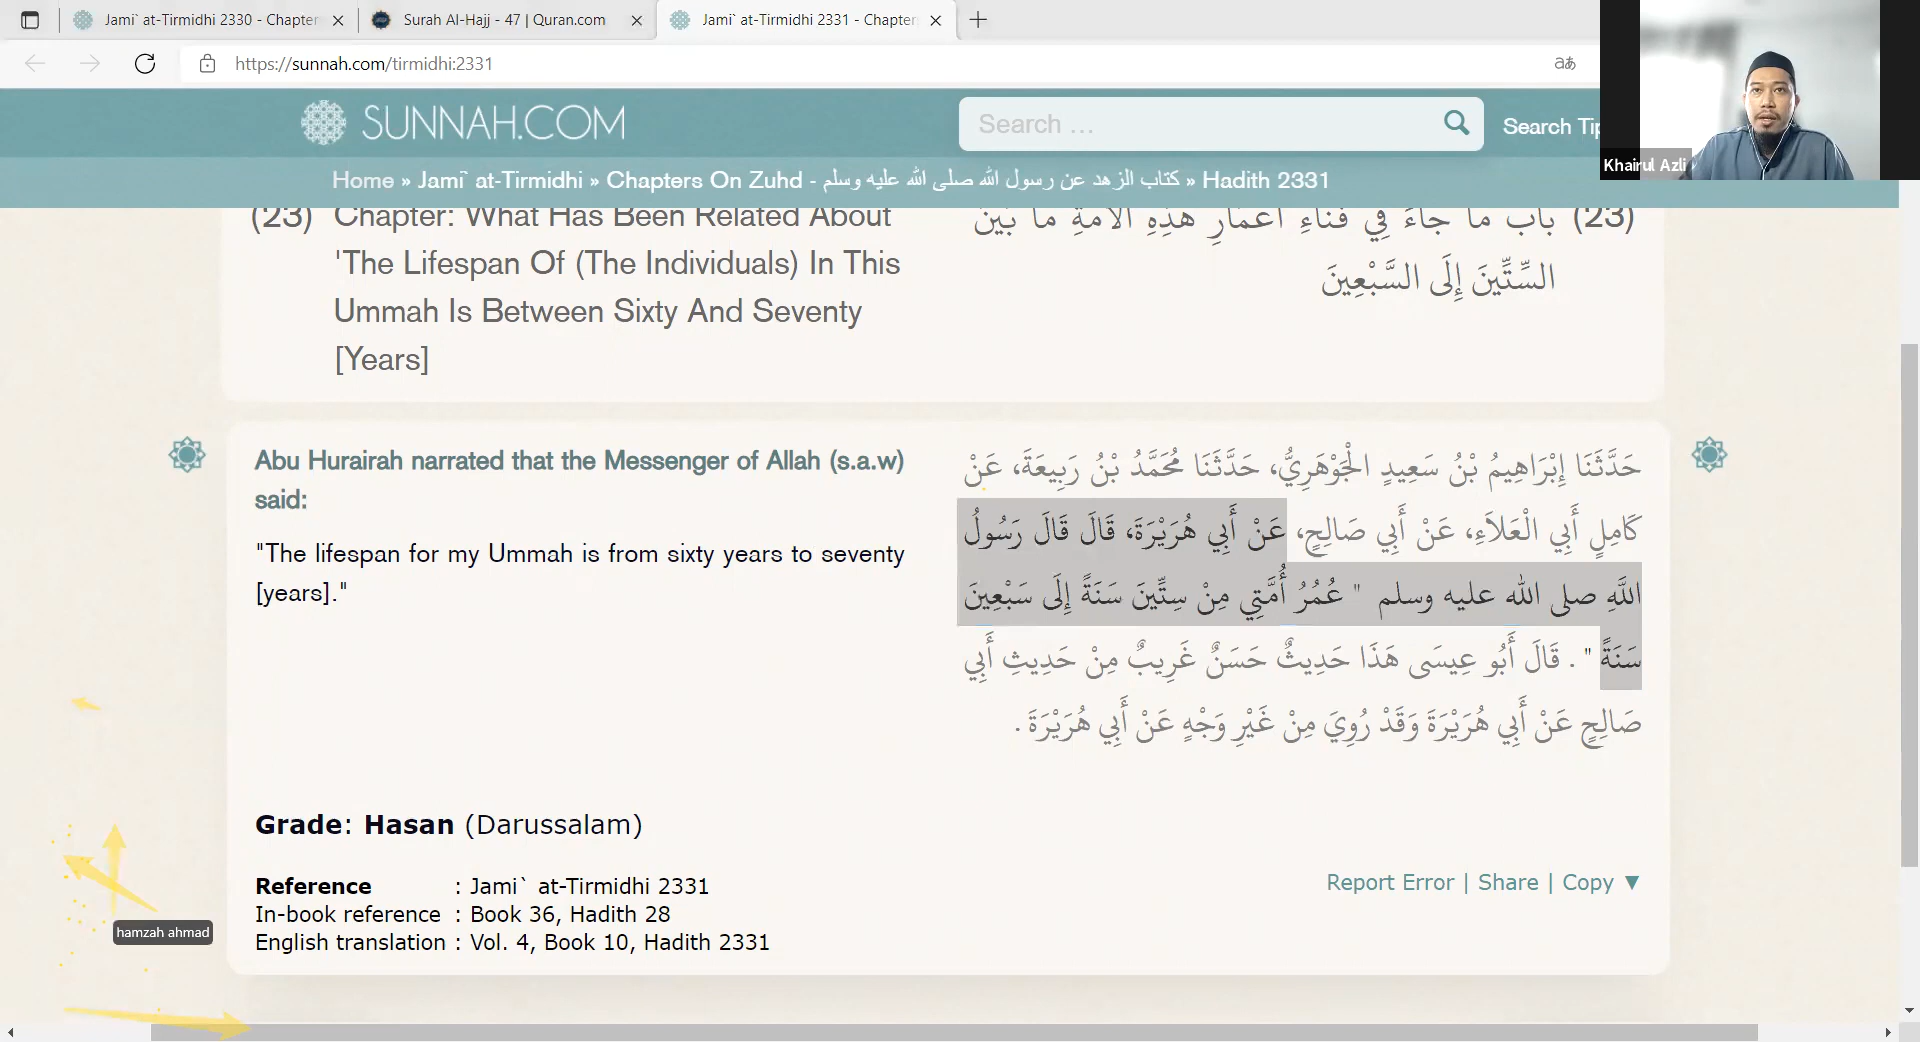 Jami` at-Tirmidhi 2330 - Chapter
Surah Al-Hajj - 47 | Quran.com
Jami` at-Tirmidhi 2331 - Chapter
https://sunnah.com/tirmidhi:2331
aあ
SUNNAH.COM
Search ...
Search Tip
Khairul Azli
Home » Jami` at-Tirmidhi » Chapters On Zuhd - كتاب الزهد عن رسول الله صلى الله عليه وسلم » Hadith 2331
(23) Chapter: What Has Been Related About
'The Lifespan Of (The Individuals) In This
Ummah Is Between Sixty And Seventy
[Years]
(23) باب مَا جَاءَ فِي فَنَاءِ أَعْمَارِ هَذِهِ الأُمَّةِ مَا بَيْنَ
السِّتِّينَ إِلَى السَّبْعِينَ
Abu Hurairah narrated that the Messenger of Allah (s.a.w)
said:
"The lifespan for my Ummah is from sixty years to seventy
[years]."
حَدَّثَنَا إِبْرَاهِيمُ بْنُ سَعِيدٍ الْجَوْهَرِيُّ، حَدَّثَنَا مُحَمَّدُ بْنُ رَبِيعَةَ، عَنْ
كَامِلٍ أَبِي الْعَلاَءِ، عَنْ أَبِي صَالِحٍ، عَنْ أَبِي هُرَيْرَةَ، قَالَ قَالَ رَسُولُ
اللَّهِ صلى الله عليه وسلم " عُمُرُ أُمَّتِي مِنْ سِتِّينَ سَنَةً إِلَى سَبْعِينَ
سَنَةً " . قَالَ أَبُو عِيسَى هَذَا حَدِيثٌ حَسَنٌ غَرِيبٌ مِنْ حَدِيثِ أَبِي
صَالِحٍ عَنْ أَبِي هُرَيْرَةَ وَقَدْ رُوِيَ مِنْ غَيْرِ وَجْهٍ عَنْ أَبِي هُرَيْرَةَ .
Grade: Hasan (Darussalam)
Reference : Jami` at-Tirmidhi 2331
In-book reference : Book 36, Hadith 28
English translation : Vol. 4, Book 10, Hadith 2331
Report Error | Share | Copy ▼
hamzah ahmad